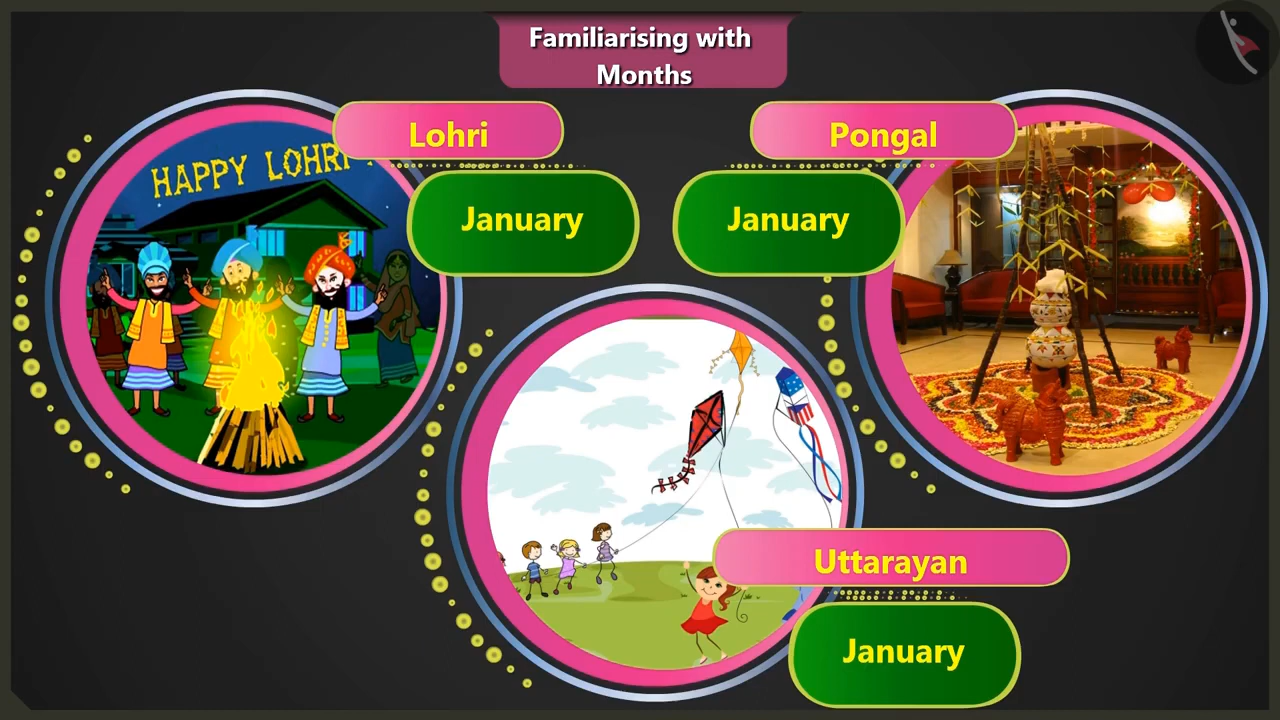 Familiarising with
Months
Lohri
Pongal
HAPPY LOHRI
January
January
Uttarayan
January